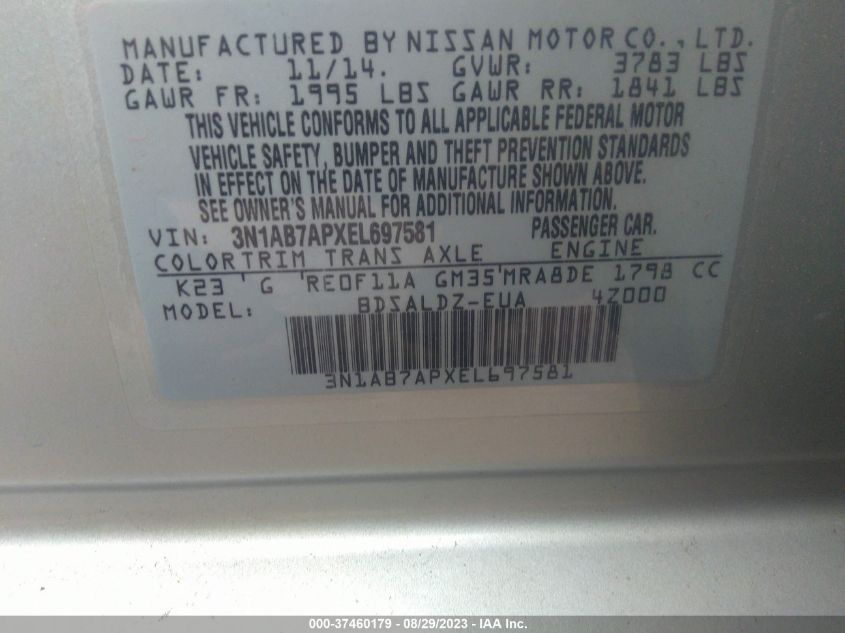 MANUFACTURED BY NISSAN MOTOR CO., LTD.
DATE: 11/14. GVWR: 3783 LBS
GAWR FR: 1995 LBS GAWR RR: 1841 LBS
THIS VEHICLE CONFORMS TO ALL APPLICABLE FEDERAL MOTOR
VEHICLE SAFETY, BUMPER AND THEFT PREVENTION STANDARDS
IN EFFECT ON THE DATE OF MANUFACTURE SHOWN ABOVE.
SEE OWNER'S MANUAL FOR ADDITIONAL INFORMATION.
VIN: 3N1AB7APXEL697581 PASSENGER CAR.
COLOR TRIM TRANS AXLE ENGINE
K23 G RE0F11A GM35 MRA8DE 1798 CC
MODEL: BDSALDZ-EUA 4Z000
3N1AB7APXEL697581
000-37460179 - 08/29/2023 - IAA Inc.